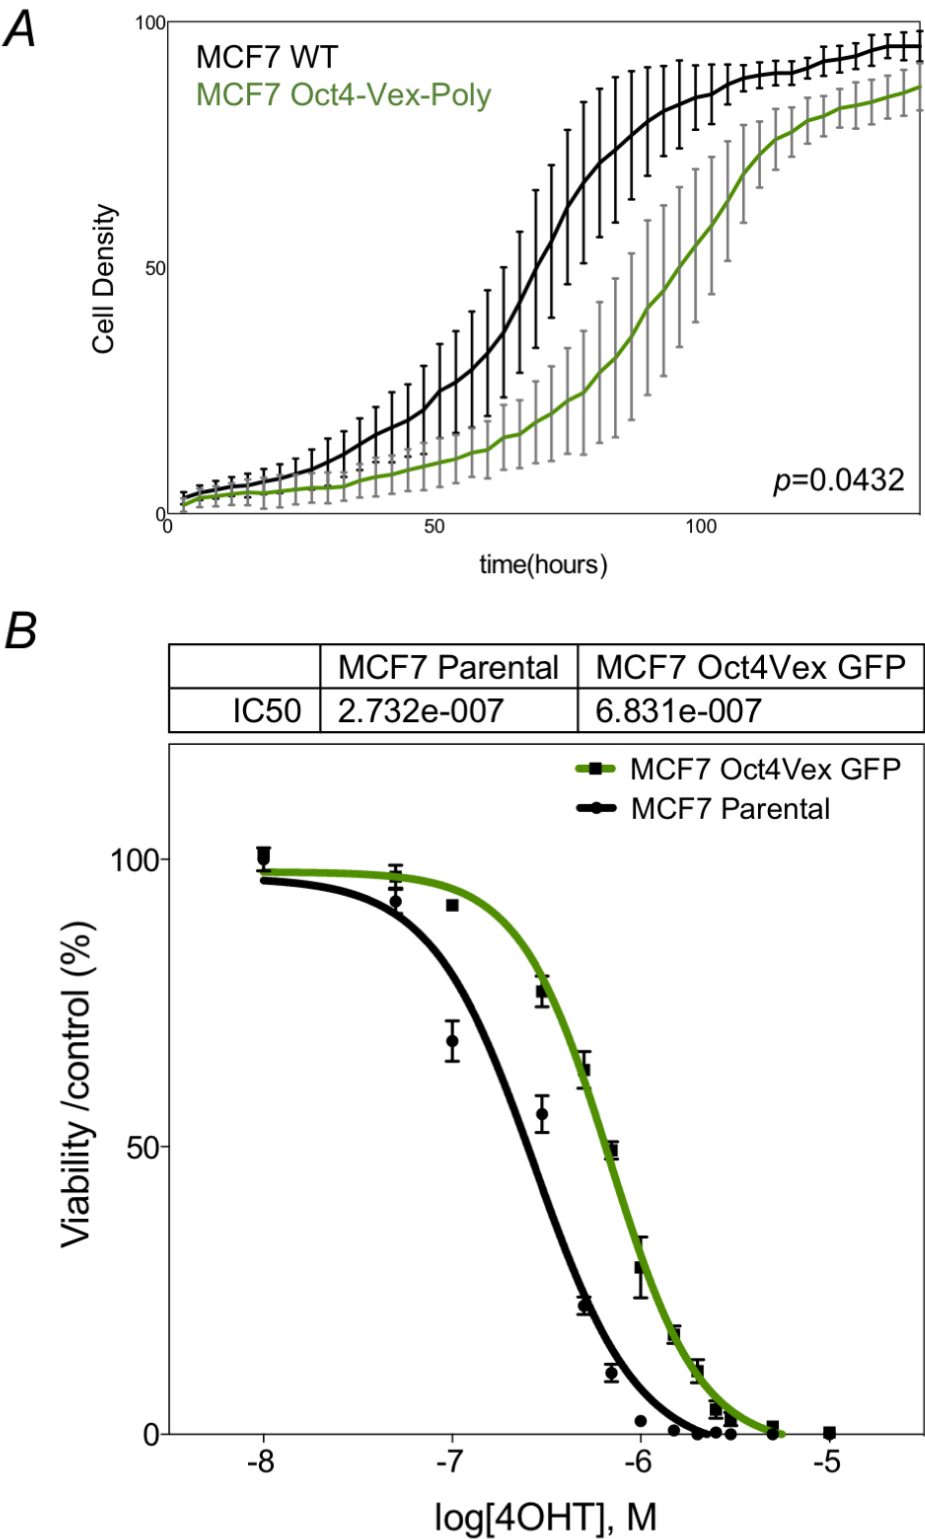 A
100
MCF7 WT
MCF7 Oct4-Vex-Poly
Cell Density
50
p=0.0432
0
0 50 100
time(hours)
B
MCF7 Parental MCF7 Oct4Vex GFP
IC50 2.732e-007 6.831e-007
MCF7 Oct4Vex GFP
MCF7 Parental
100
Viability /control (%)
50
0
-8 -7 -6 -5
log[4OHT], M